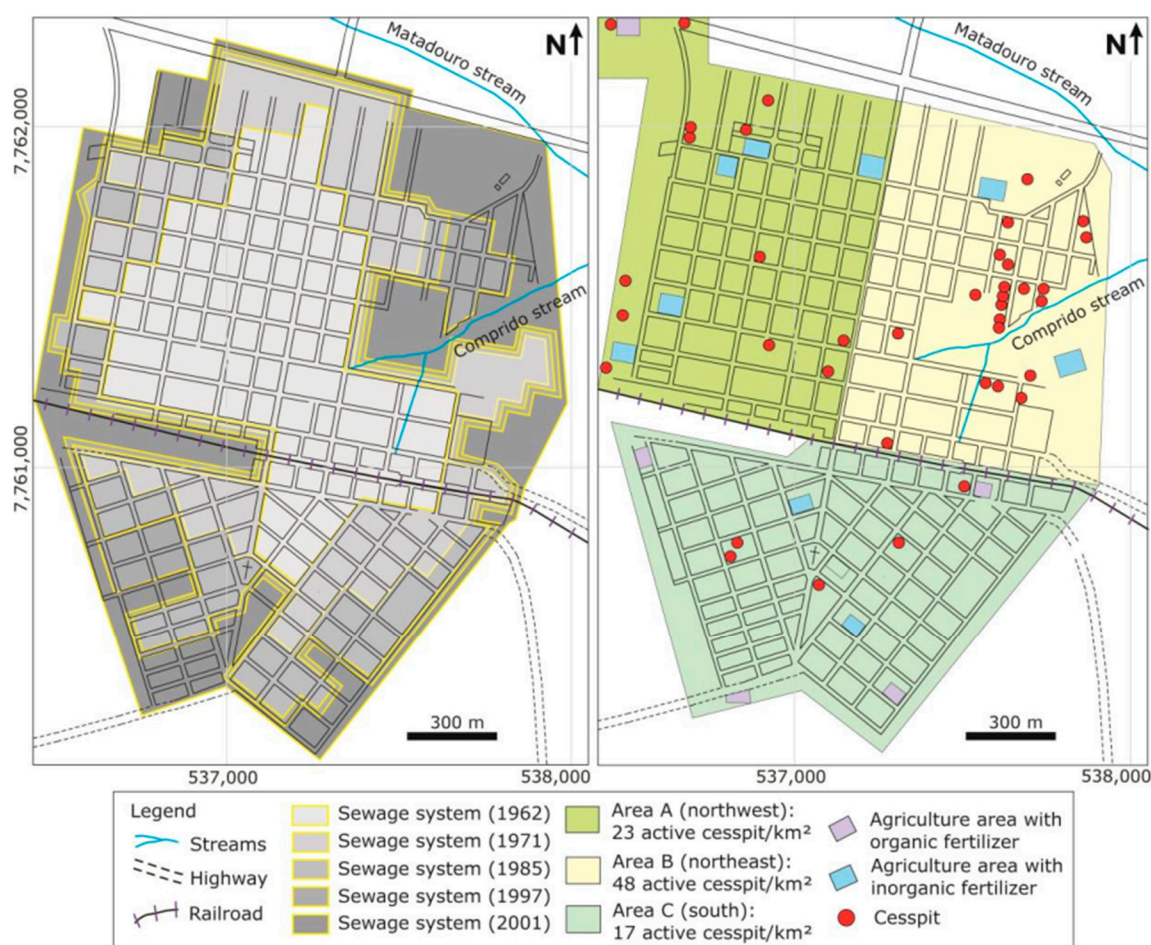 Matadouro stream
N
7,762,000
Comprido stream
7,761,000
300 m
537,000
538,000
Matadouro stream
N
Comprido stream
300 m
537,000
538,000
Legend
Streams
Highway
Railroad
Sewage system (1962)
Sewage system (1971)
Sewage system (1985)
Sewage system (1997)
Sewage system (2001)
Area A (northwest):
23 active cesspit/km²
Area B (northeast):
48 active cesspit/km²
Area C (south):
17 active cesspit/km²
Agriculture area with
organic fertilizer
Agriculture area with
inorganic fertilizer
Cesspit